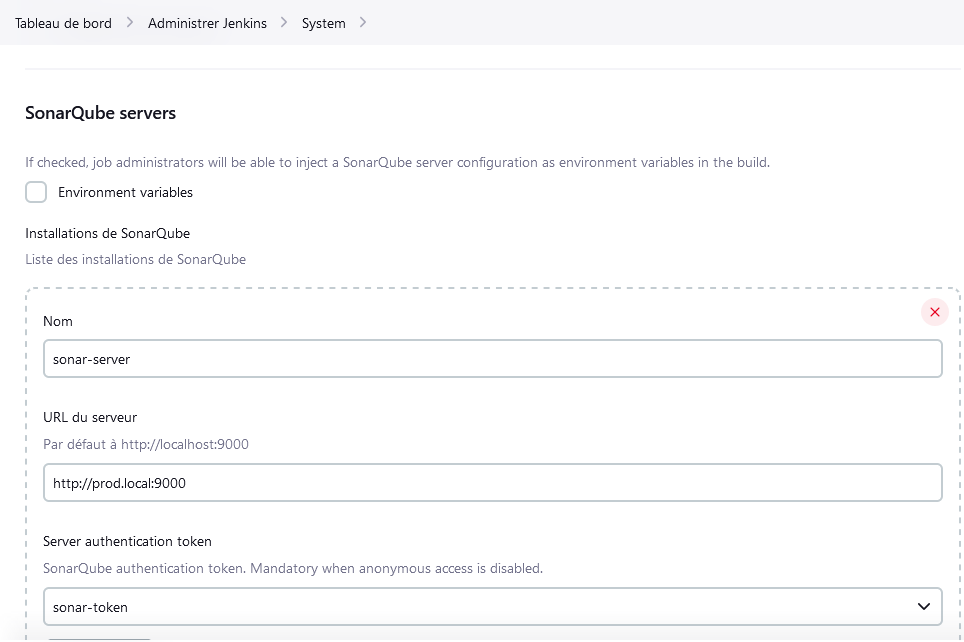 Tableau de bord > Administrer Jenkins > System >
SonarQube servers
If checked, job administrators will be able to inject a SonarQube server configuration as environment variables in the build.
Environment variables
Installations de SonarQube
Liste des installations de SonarQube
Nom
sonar-server
URL du serveur
Par défaut à http://localhost:9000
http://prod.local:9000
Server authentication token
SonarQube authentication token. Mandatory when anonymous access is disabled.
sonar-token